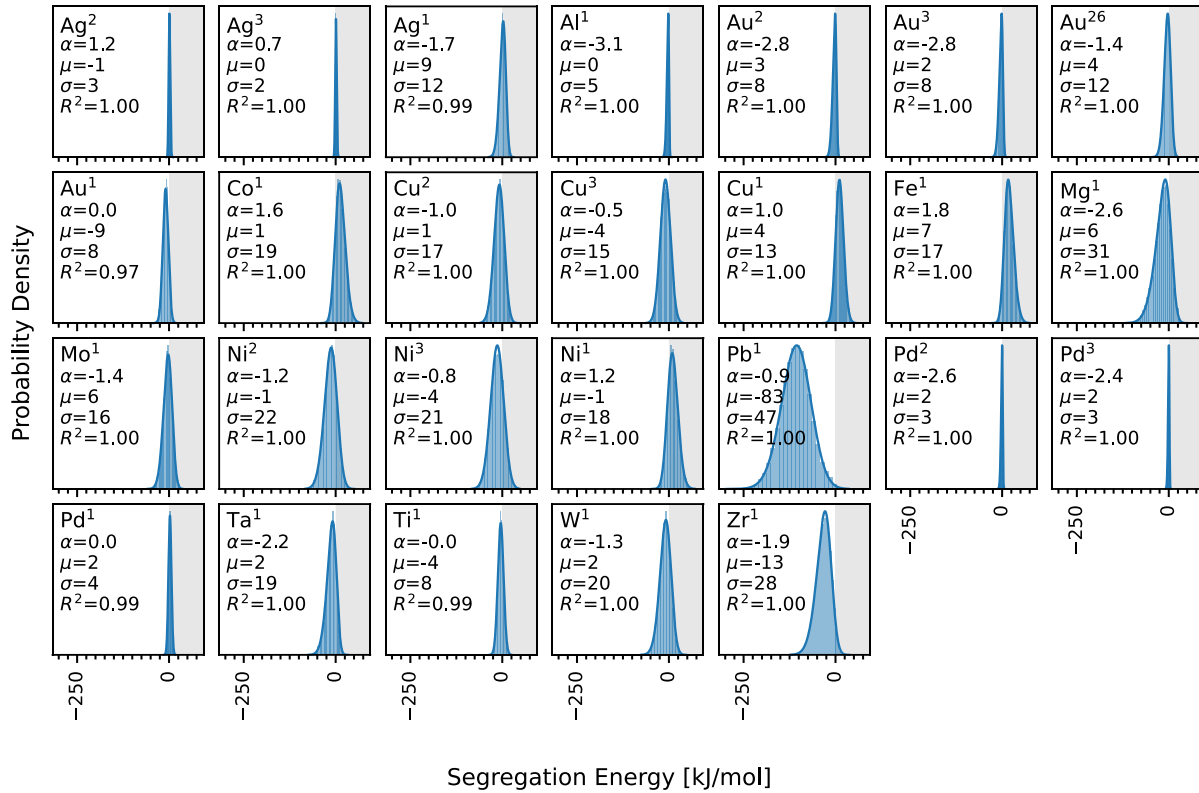 Ag²
α=1.2
μ=-1
σ=3
R²=1.00
Ag³
α=0.7
μ=0
σ=2
R²=1.00
Ag¹
α=-1.7
μ=9
σ=12
R²=0.99
Al¹
α=-3.1
μ=0
σ=5
R²=1.00
Au²
α=-2.8
μ=3
σ=8
R²=1.00
Au³
α=-2.8
μ=2
σ=8
R²=1.00
Au²⁶
α=-1.4
μ=4
σ=12
R²=1.00
Au¹
α=0.0
μ=-9
σ=8
R²=0.97
Co¹
α=1.6
μ=1
σ=19
R²=1.00
Cu²
α=-1.0
μ=1
σ=17
R²=1.00
Cu³
α=-0.5
μ=-4
σ=15
R²=1.00
Cu¹
α=1.0
μ=4
σ=13
R²=1.00
Fe¹
α=1.8
μ=7
σ=17
R²=1.00
Mg¹
α=-2.6
μ=6
σ=31
R²=1.00
Mo¹
α=-1.4
μ=6
σ=16
R²=1.00
Ni²
α=-1.2
μ=-1
σ=22
R²=1.00
Ni³
α=-0.8
μ=-4
σ=21
R²=1.00
Ni¹
α=1.2
μ=-1
σ=18
R²=1.00
Pb¹
α=-0.9
μ=-83
σ=47
R²=1.00
Pd²
α=-2.6
μ=2
σ=3
R²=1.00
Pd³
α=-2.4
μ=2
σ=3
R²=1.00
Pd¹
α=0.0
μ=2
σ=4
R²=0.99
Ta¹
α=-2.2
μ=2
σ=19
R²=1.00
Ti¹
α=-0.0
μ=-4
σ=8
R²=0.99
W¹
α=-1.3
μ=2
σ=20
R²=1.00
Zr¹
α=-1.9
μ=-13
σ=28
R²=1.00
−250 0
−250 0
−250 0
−250 0
−250 0
−250 0
−250 0
Probability Density
Segregation Energy [kJ/mol]